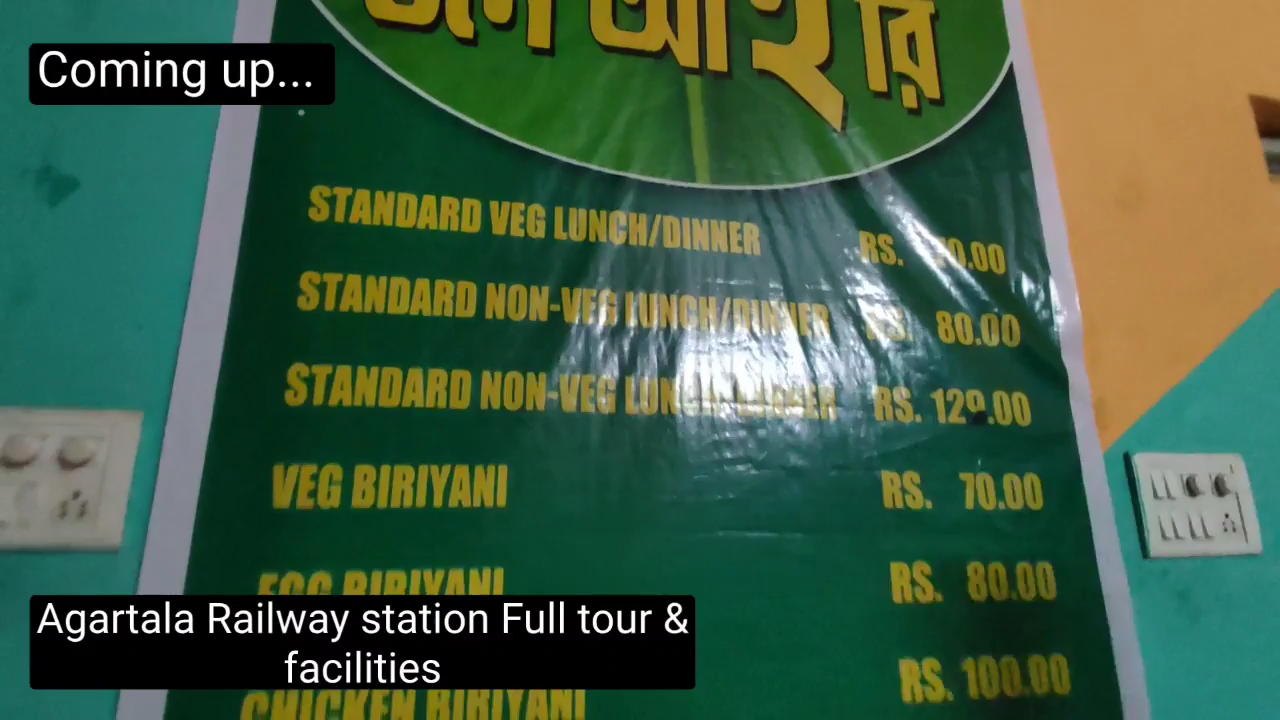 Coming up...
জন আহার
STANDARD VEG LUNCH/DINNER RS. 70.00
STANDARD NON-VEG LUNCH/DINNER RS. 80.00
STANDARD NON-VEG LUNCH/DINNER RS. 120.00
VEG BIRIYANI RS. 70.00
EGG BIRIYANI RS. 80.00
Agartala Railway station Full tour &
facilities
CHICKEN BIRIYANI RS. 100.00